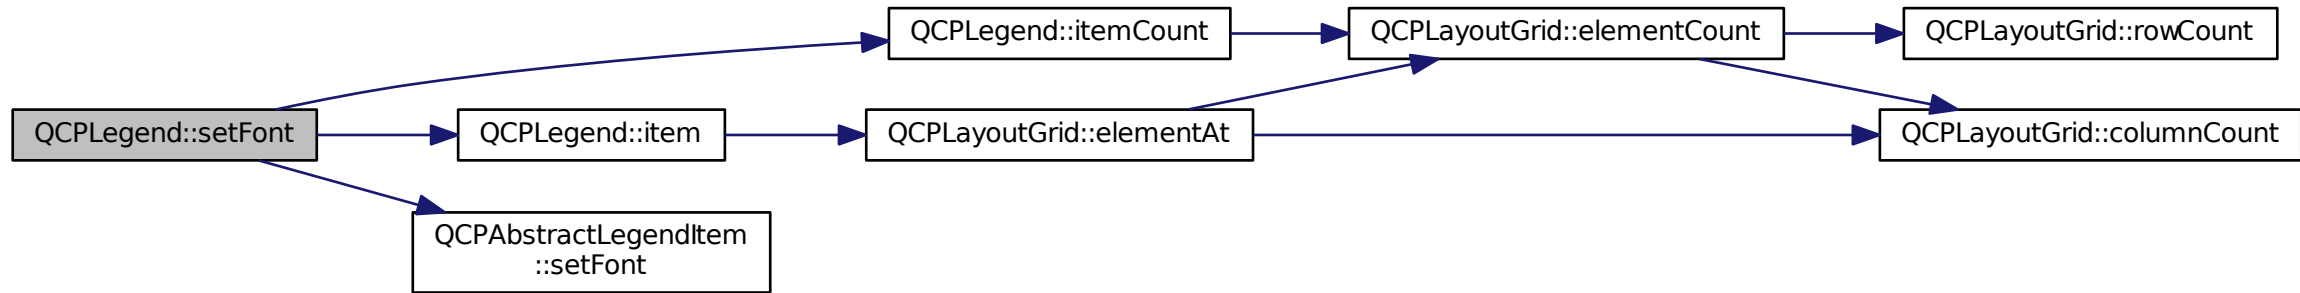 QCPLegend::itemCount
QCPLayoutGrid::elementCount
QCPLayoutGrid::rowCount
QCPLegend::setFont
QCPLegend::item
QCPLayoutGrid::elementAt
QCPLayoutGrid::columnCount
QCPAbstractLegendItem
::setFont